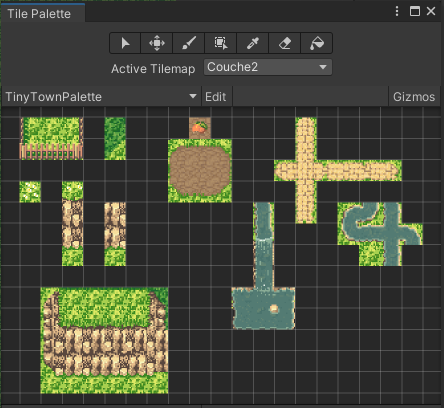 Tile Palette
Active Tilemap Couche2
TinyTownPalette Edit Gizmos